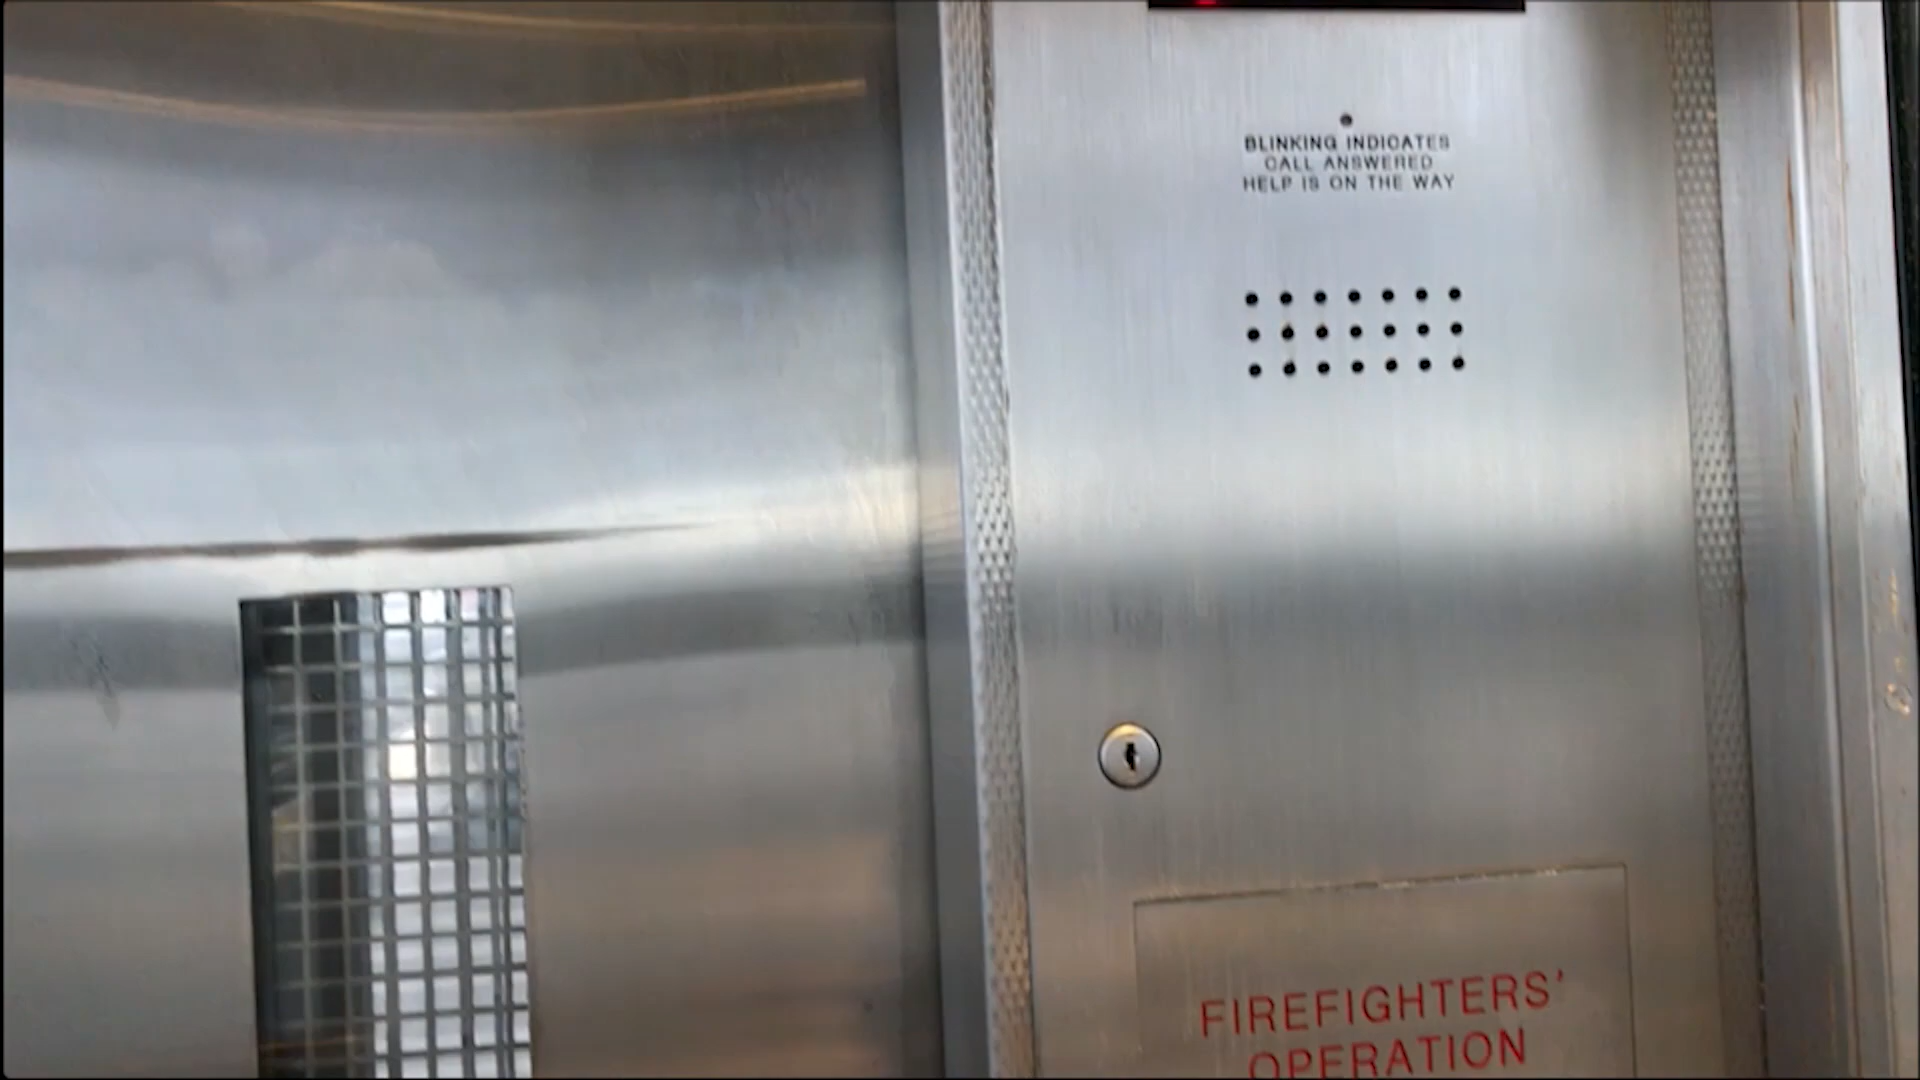 BLINKING INDICATES
CALL ANSWERED
HELP IS ON THE WAY
FIREFIGHTERS'
OPERATION